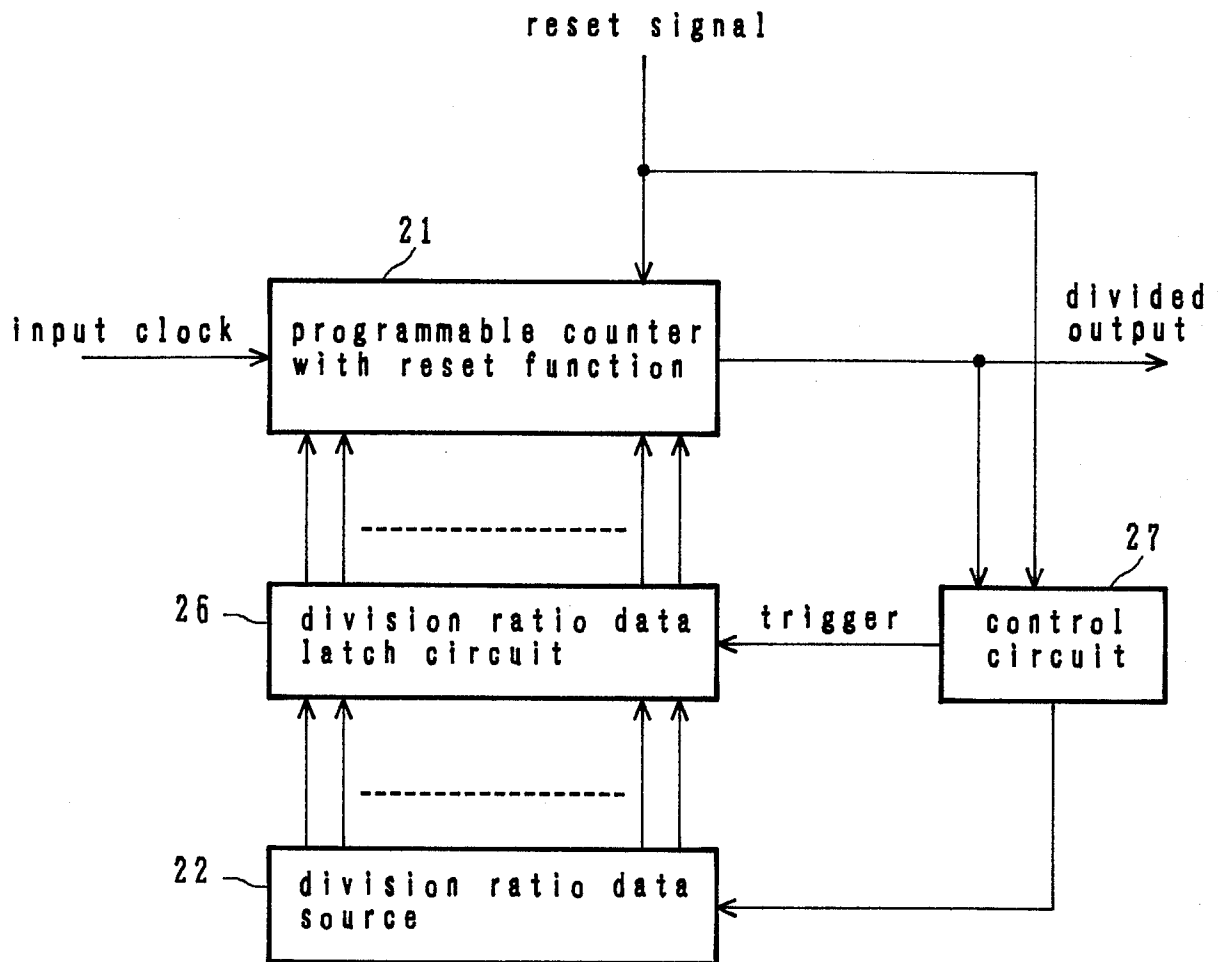 reset signal
21
input clock
programmable counter
with reset function
divided
output
27
26
division ratio data
latch circuit
trigger
control
circuit
22
division ratio data
source